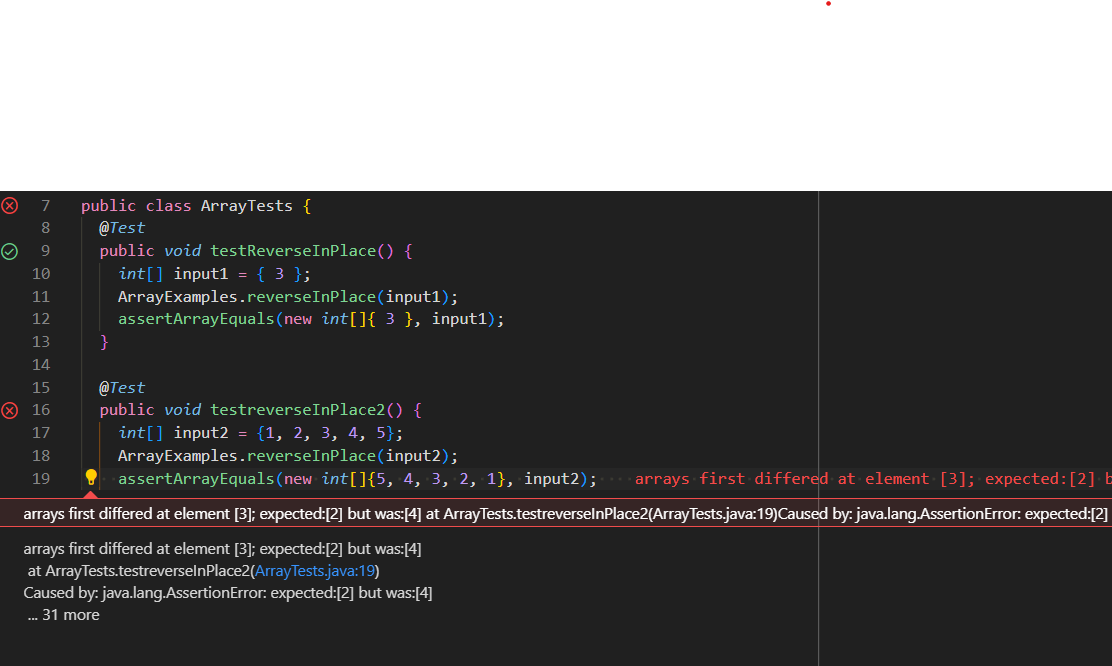 7 public class ArrayTests {
8 @Test
9 public void testReverseInPlace() {
10 int[] input1 = { 3 };
11 ArrayExamples.reverseInPlace(input1);
12 assertArrayEquals(new int[]{ 3 }, input1);
13 }
14
15 @Test
16 public void testreverseInPlace2() {
17 int[] input2 = {1, 2, 3, 4, 5};
18 ArrayExamples.reverseInPlace(input2);
19 assertArrayEquals(new int[]{5, 4, 3, 2, 1}, input2); arrays first differed at element [3]; expected:[2] b
arrays first differed at element [3]; expected:[2] but was:[4] at ArrayTests.testreverseInPlace2(ArrayTests.java:19)Caused by: java.lang.AssertionError: expected:[2]
arrays first differed at element [3]; expected:[2] but was:[4]
at ArrayTests.testreverseInPlace2(ArrayTests.java:19)
Caused by: java.lang.AssertionError: expected:[2] but was:[4]
... 31 more